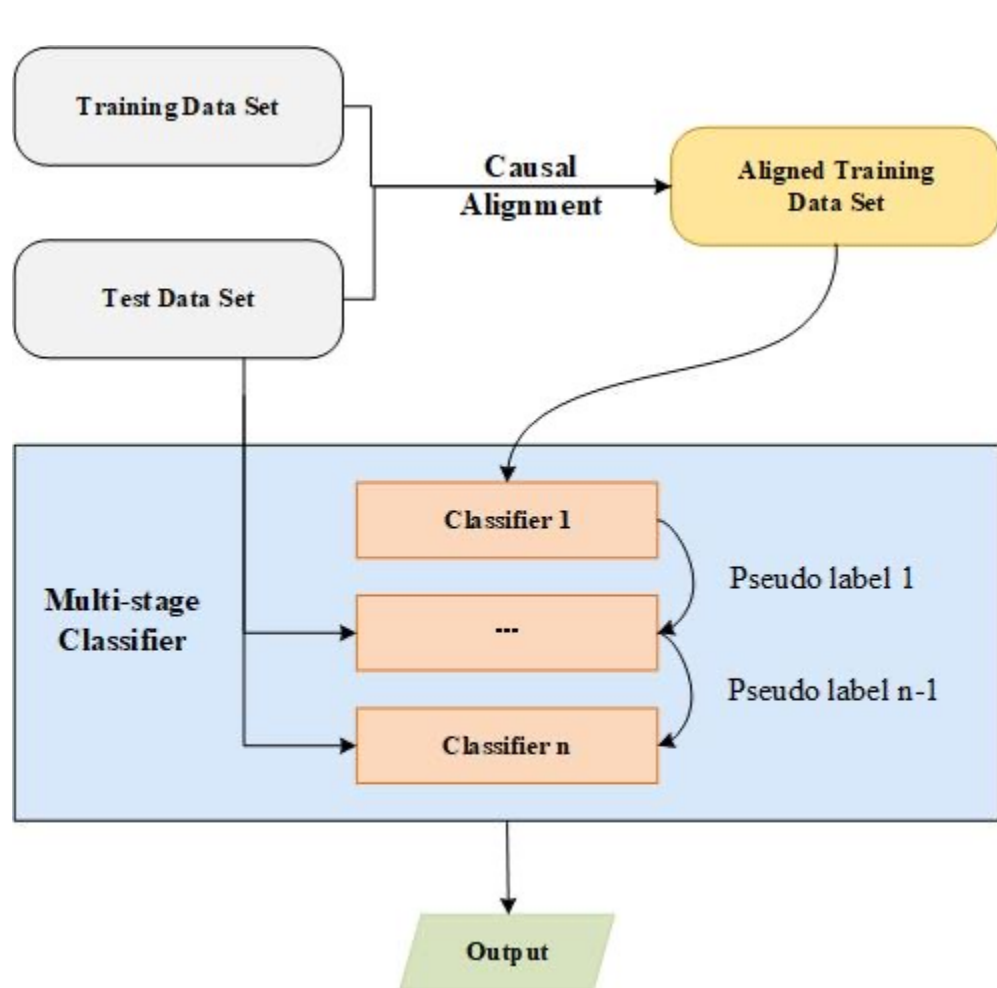 Training Data Set
Causal
Alignment
Aligned Training
Data Set
Test Data Set
Classifier 1
Pseudo label 1
Multi-stage
Classifier
---
Pseudo label n-1
Classifier n
Output